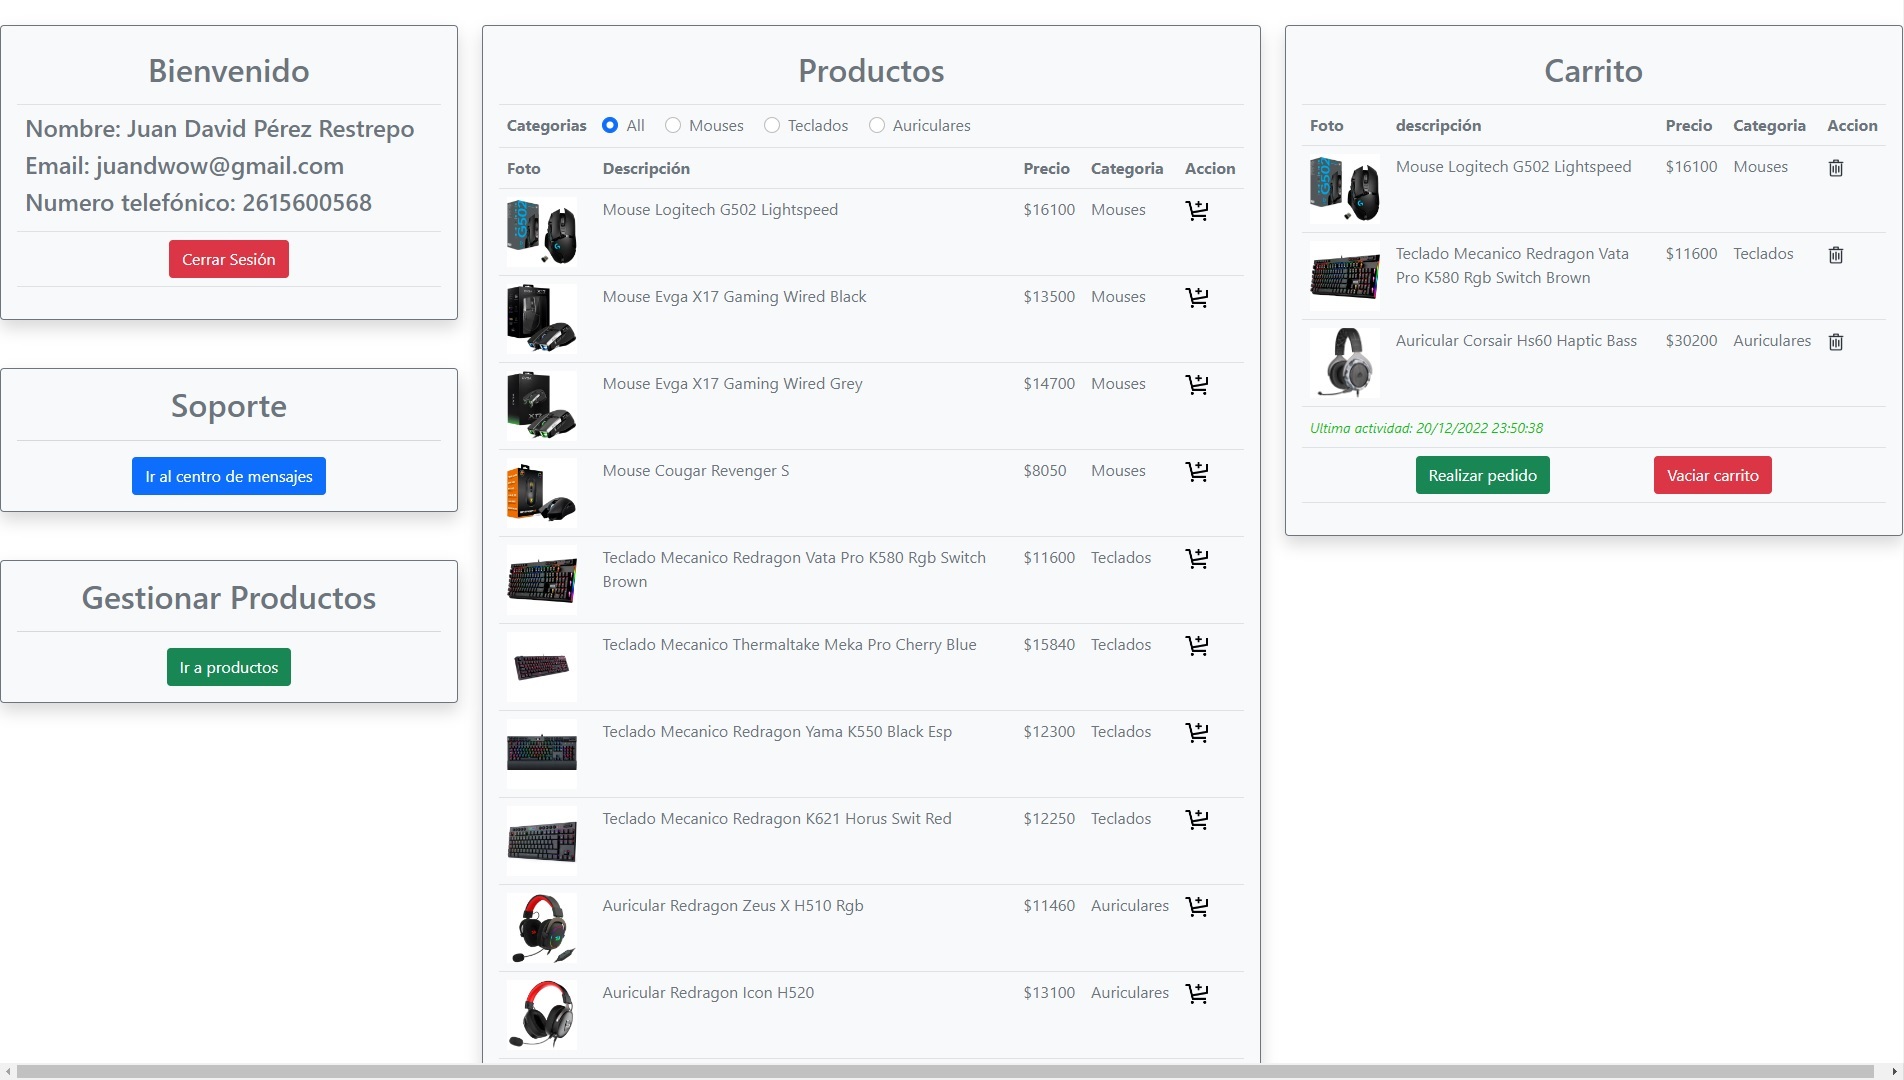 Bienvenido
Nombre: Juan David Pérez Restrepo
Email: juandwow@gmail.com
Numero telefónico: 2615600568
Cerrar Sesión
Soporte
Ir al centro de mensajes
Gestionar Productos
Ir a productos
Productos
Categorias All Mouses Teclados Auriculares
Foto Descripción Precio Categoria Accion
G502
Mouse Logitech G502 Lightspeed $16100 Mouses
Mouse Evga X17 Gaming Wired Black $13500 Mouses
Mouse Evga X17 Gaming Wired Grey $14700 Mouses
Mouse Cougar Revenger S $8050 Mouses
Teclado Mecanico Redragon Vata Pro K580 Rgb Switch $11600 Teclados
Brown
Teclado Mecanico Thermaltake Meka Pro Cherry Blue $15840 Teclados
Teclado Mecanico Redragon Yama K550 Black Esp $12300 Teclados
Teclado Mecanico Redragon K621 Horus Swit Red $12250 Teclados
Auricular Redragon Zeus X H510 Rgb $11460 Auriculares
Auricular Redragon Icon H520 $13100 Auriculares
Carrito
Foto descripción Precio Categoria Accion
G502
Mouse Logitech G502 Lightspeed $16100 Mouses
Teclado Mecanico Redragon Vata $11600 Teclados
Pro K580 Rgb Switch Brown
Auricular Corsair Hs60 Haptic Bass $30200 Auriculares
Ultima actividad: 20/12/2022 23:50:38
Realizar pedido Vaciar carrito